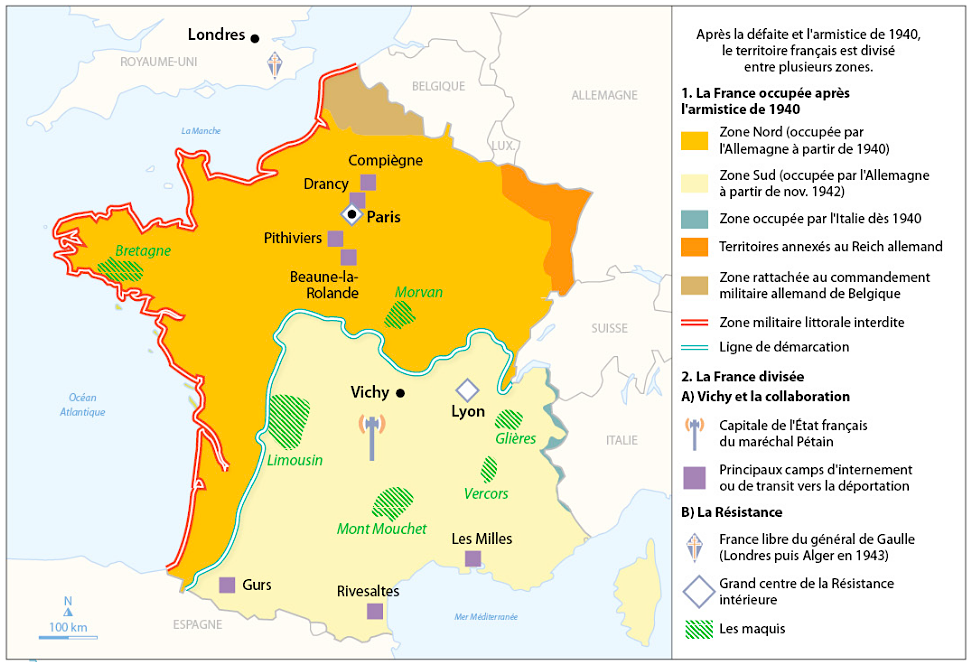 Londres
ROYAUME-UNI
La Manche
BELGIQUE
ALLEMAGNE
LUX.
Compiègne
Drancy
Paris
Pithiviers
Beaune-la-
Rolande
Bretagne
Morvan
SUISSE
Océan
Atlantique
Vichy
Lyon
Glières
ITALIE
Limousin
Vercors
Mont Mouchet
Les Milles
Gurs
Rivesaltes
N
100 km
ESPAGNE
Mer Méditerranée
Après la défaite et l'armistice de 1940,
le territoire français est divisé
entre plusieurs zones.
1. La France occupée après
l'armistice de 1940
Zone Nord (occupée par
l'Allemagne à partir de 1940)
Zone Sud (occupée par l'Allemagne
à partir de nov. 1942)
Zone occupée par l'Italie dès 1940
Territoires annexés au Reich allemand
Zone rattachée au commandement
militaire allemand de Belgique
Zone militaire littorale interdite
Ligne de démarcation
2. La France divisée
A) Vichy et la collaboration
Capitale de l'État français
du maréchal Pétain
Principaux camps d'internement
ou de transit vers la déportation
B) La Résistance
France libre du général de Gaulle
(Londres puis Alger en 1943)
Grand centre de la Résistance
intérieure
Les maquis